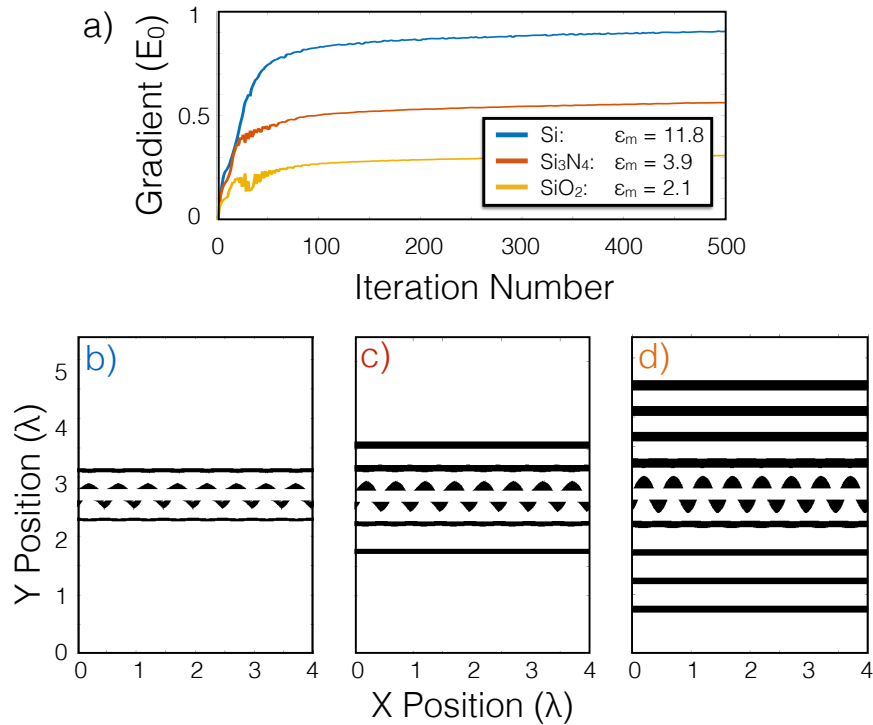 a)
Gradient (E₀)
1
0.5
0
Si: εₘ = 11.8
Si₃N₄: εₘ = 3.9
SiO₂: εₘ = 2.1
0 100 200 300 400 500
Iteration Number
b) c) d)
Y Position (λ)
5
4
3
2
1
0
0 1 2 3 4
0 1 2 3 4
0 1 2 3 4
X Position (λ)